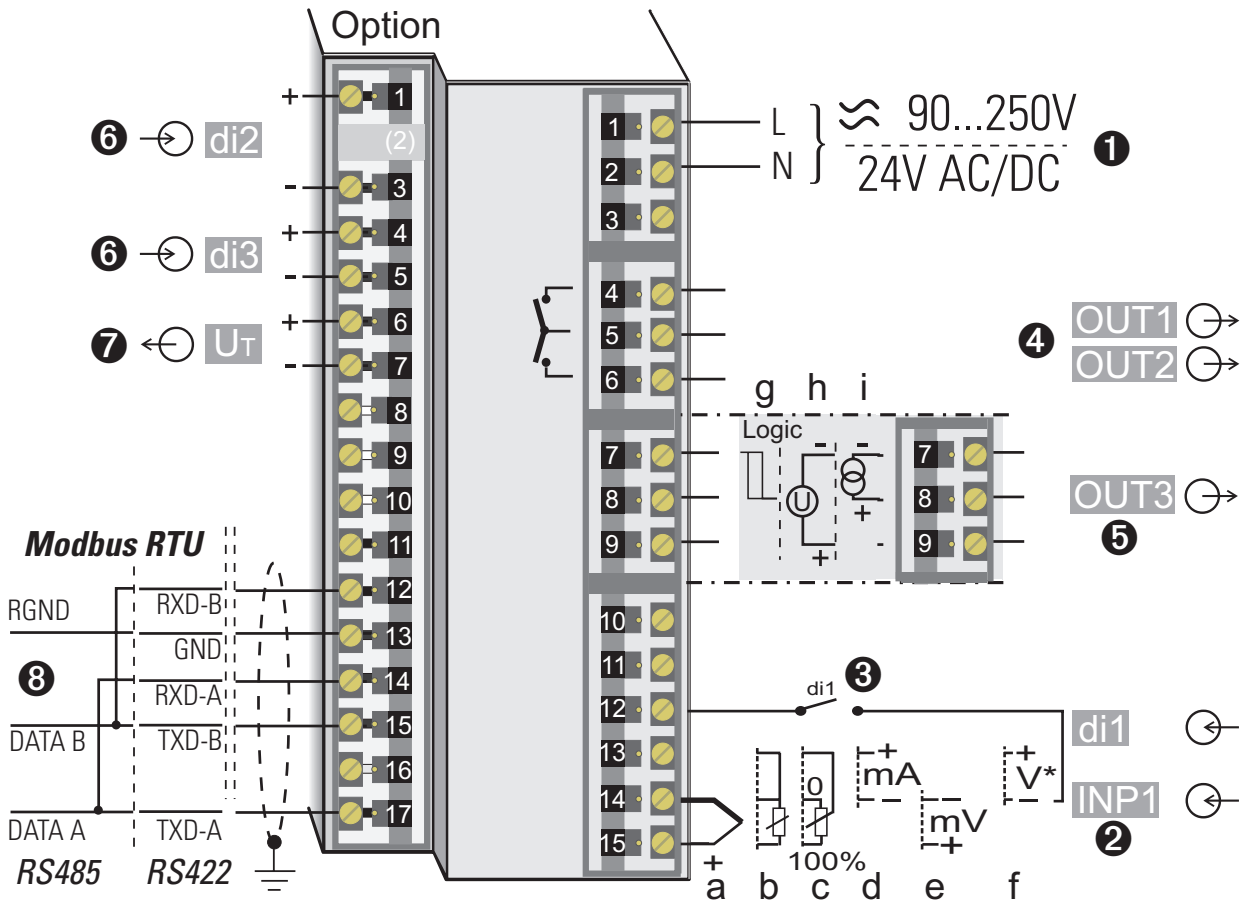 Option
+ 1
❻ di2
(2)
- 3
+ 4
❻ di3
- 5
+ 6
❼ UT
- 7
8
9
10
11
Modbus RTU
12
RXD-B
RGND
13
GND
❽
14
RXD-A
15
DATA B TXD-B
16
17
DATA A TXD-A
RS485 RS422
1 L
2 N
3
90...250V
24V AC/DC
❶
4
5
6
❹ OUT1
OUT2
g h i
Logic
7
8
9
U
- -
+ + -
7
8
9
OUT3
❺
10
11
12
13
14
15
di1 ❸
di1
INP1
❷
+
0
100%
+
mA
mV
+
+
V*
a b c d e f